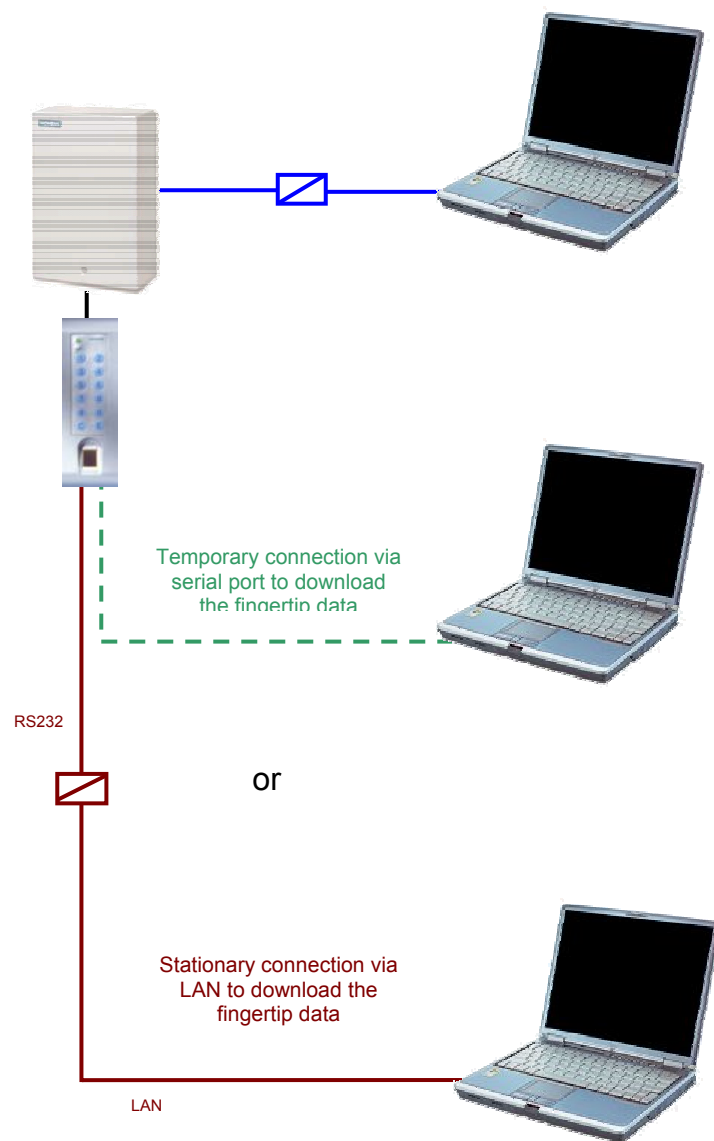 Temporary connection via
serial port to download
the fingertip data
RS232
or
Stationary connection via
LAN to download the
fingertip data
LAN